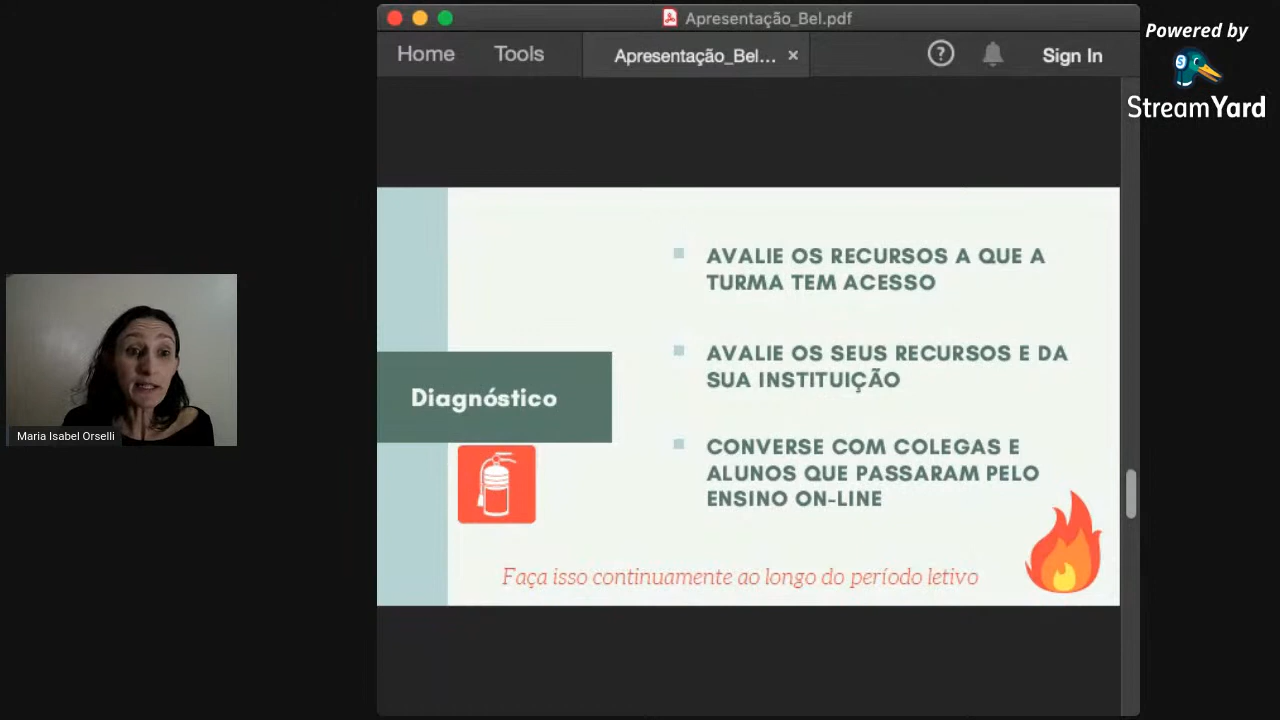 Apresentação_Bel.pdf
Home
Tools
Apresentação_Bel...
×
?
Sign In
Powered by
StreamYard
AVALIE OS RECURSOS A QUE A
TURMA TEM ACESSO
AVALIE OS SEUS RECURSOS E DA
SUA INSTITUIÇÃO
Diagnóstico
CONVERSE COM COLEGAS E
ALUNOS QUE PASSARAM PELO
ENSINO ON-LINE
Faça isso continuamente ao longo do período letivo
Maria Isabel Orselli